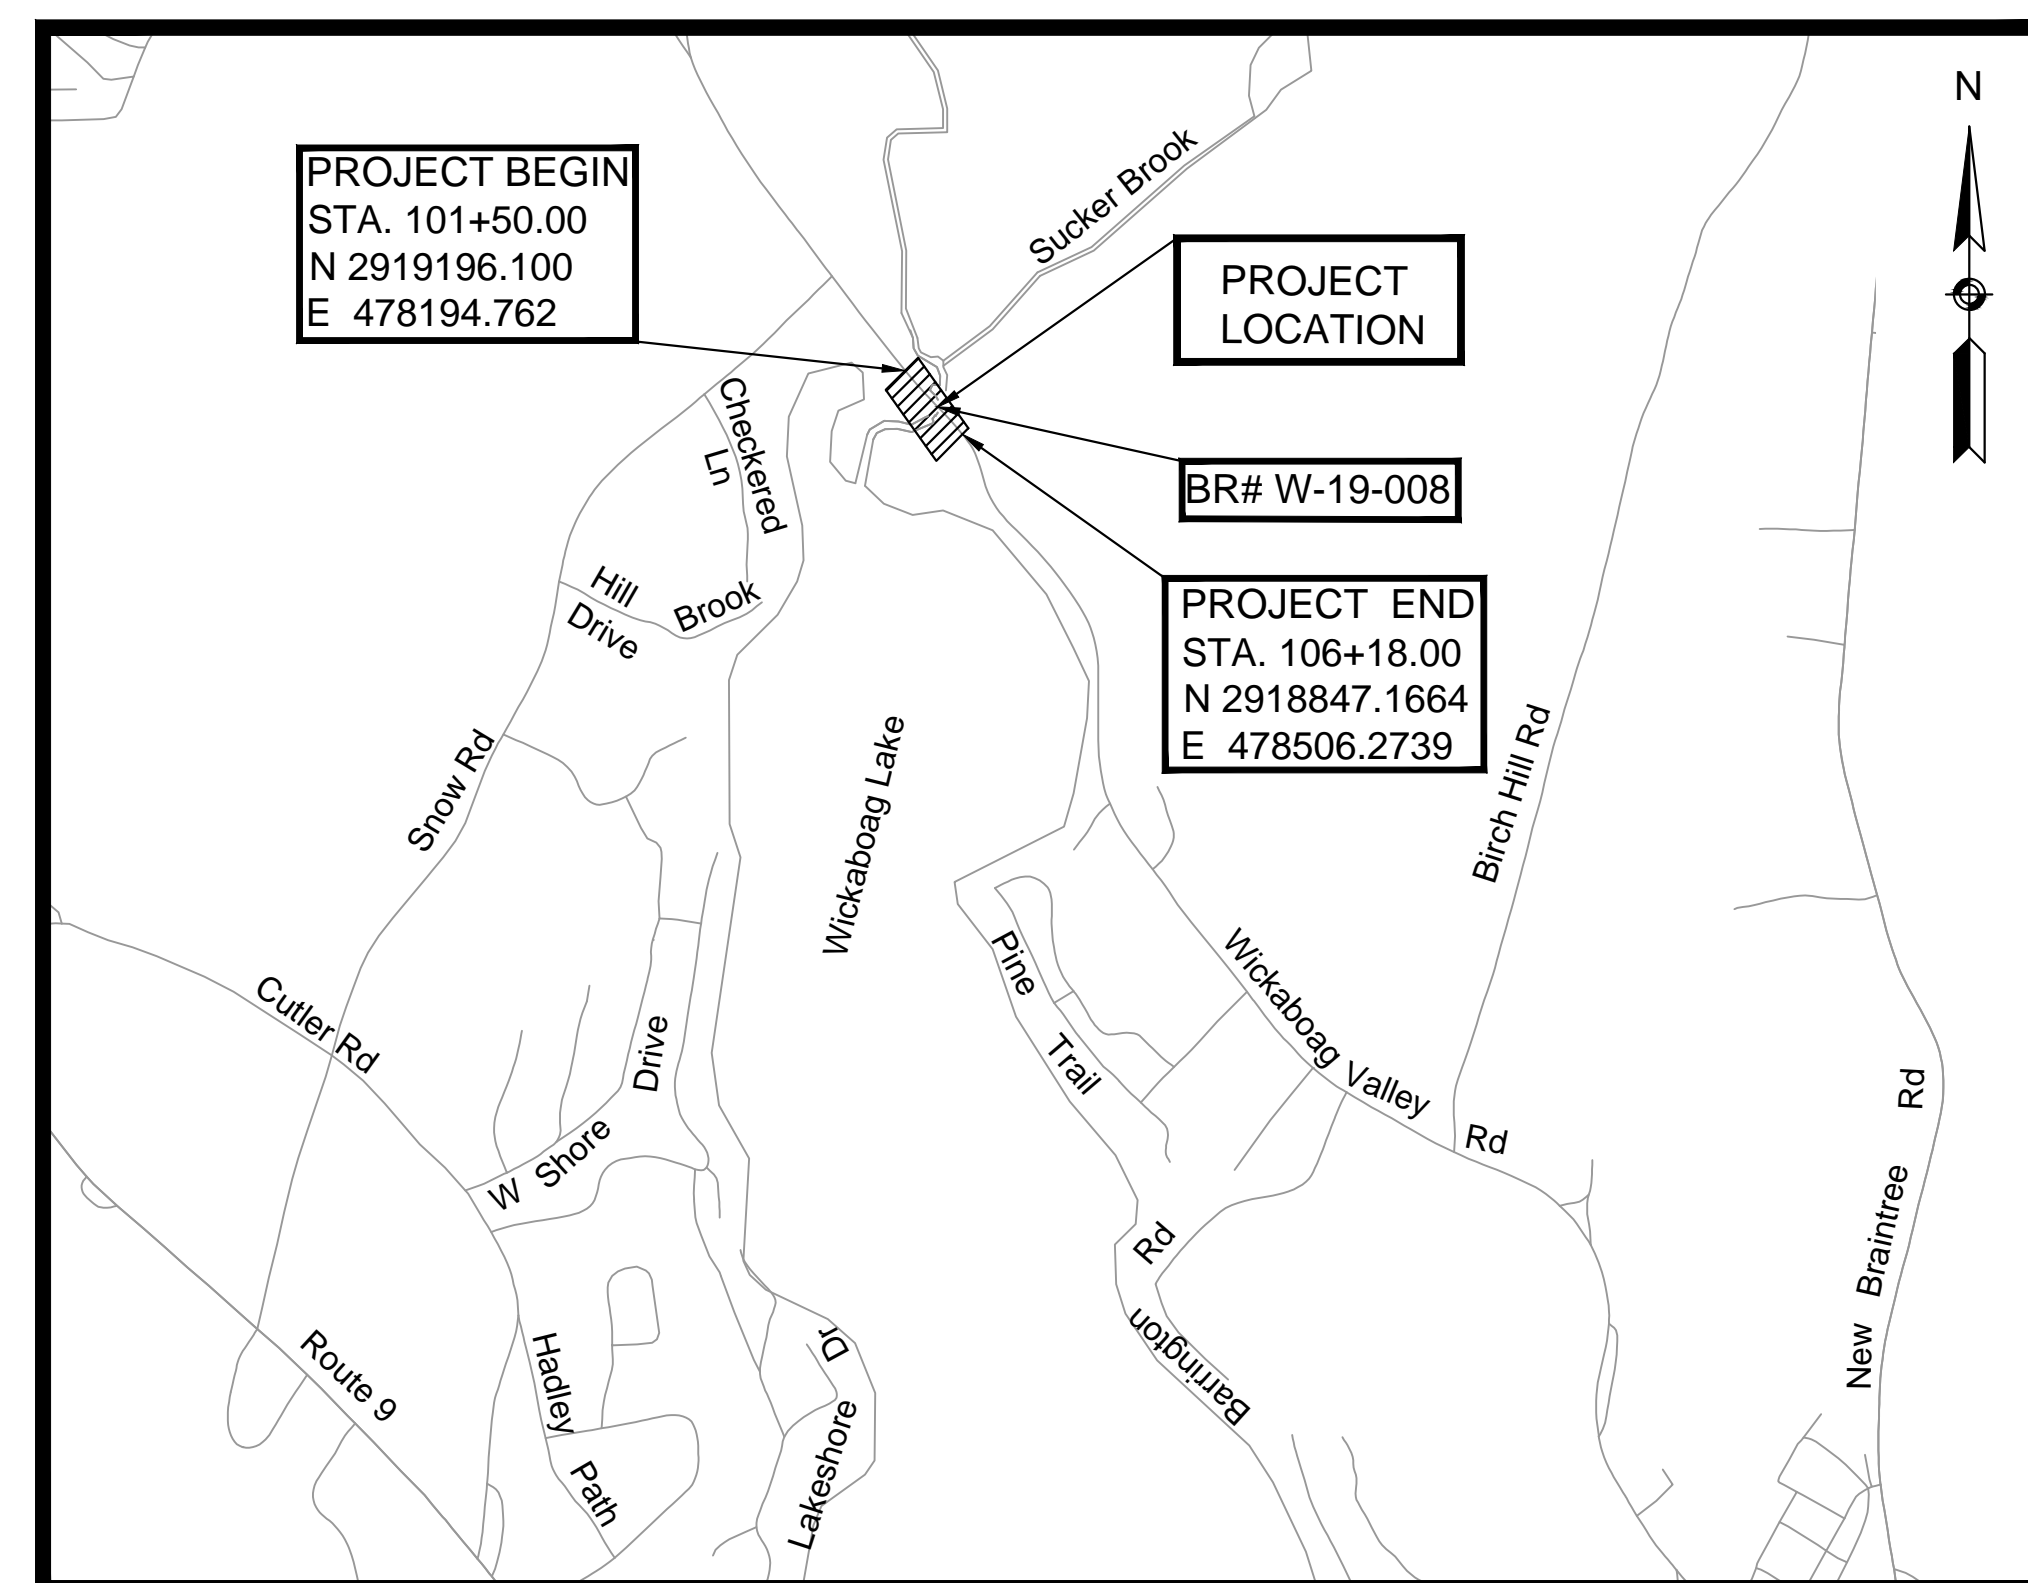 N
PROJECT BEGIN
STA. 101+50.00
N 2919196.100
E 478194.762
Sucker Brook
PROJECT
LOCATION
Checkered
Ln
BR# W-19-008
Hill
Brook
Drive
PROJECT END
STA. 106+18.00
N 2918847.1664
E 478506.2739
Snow Rd
Wickaboag Lake
Birch Hill Rd
Cutler Rd
Pine
Trail
Wickaboag Valley
Rd
Drive
W Shore
Rd
Barrington
New Braintree Rd
Route 9
Hadley
Path
Dr
Lakeshore